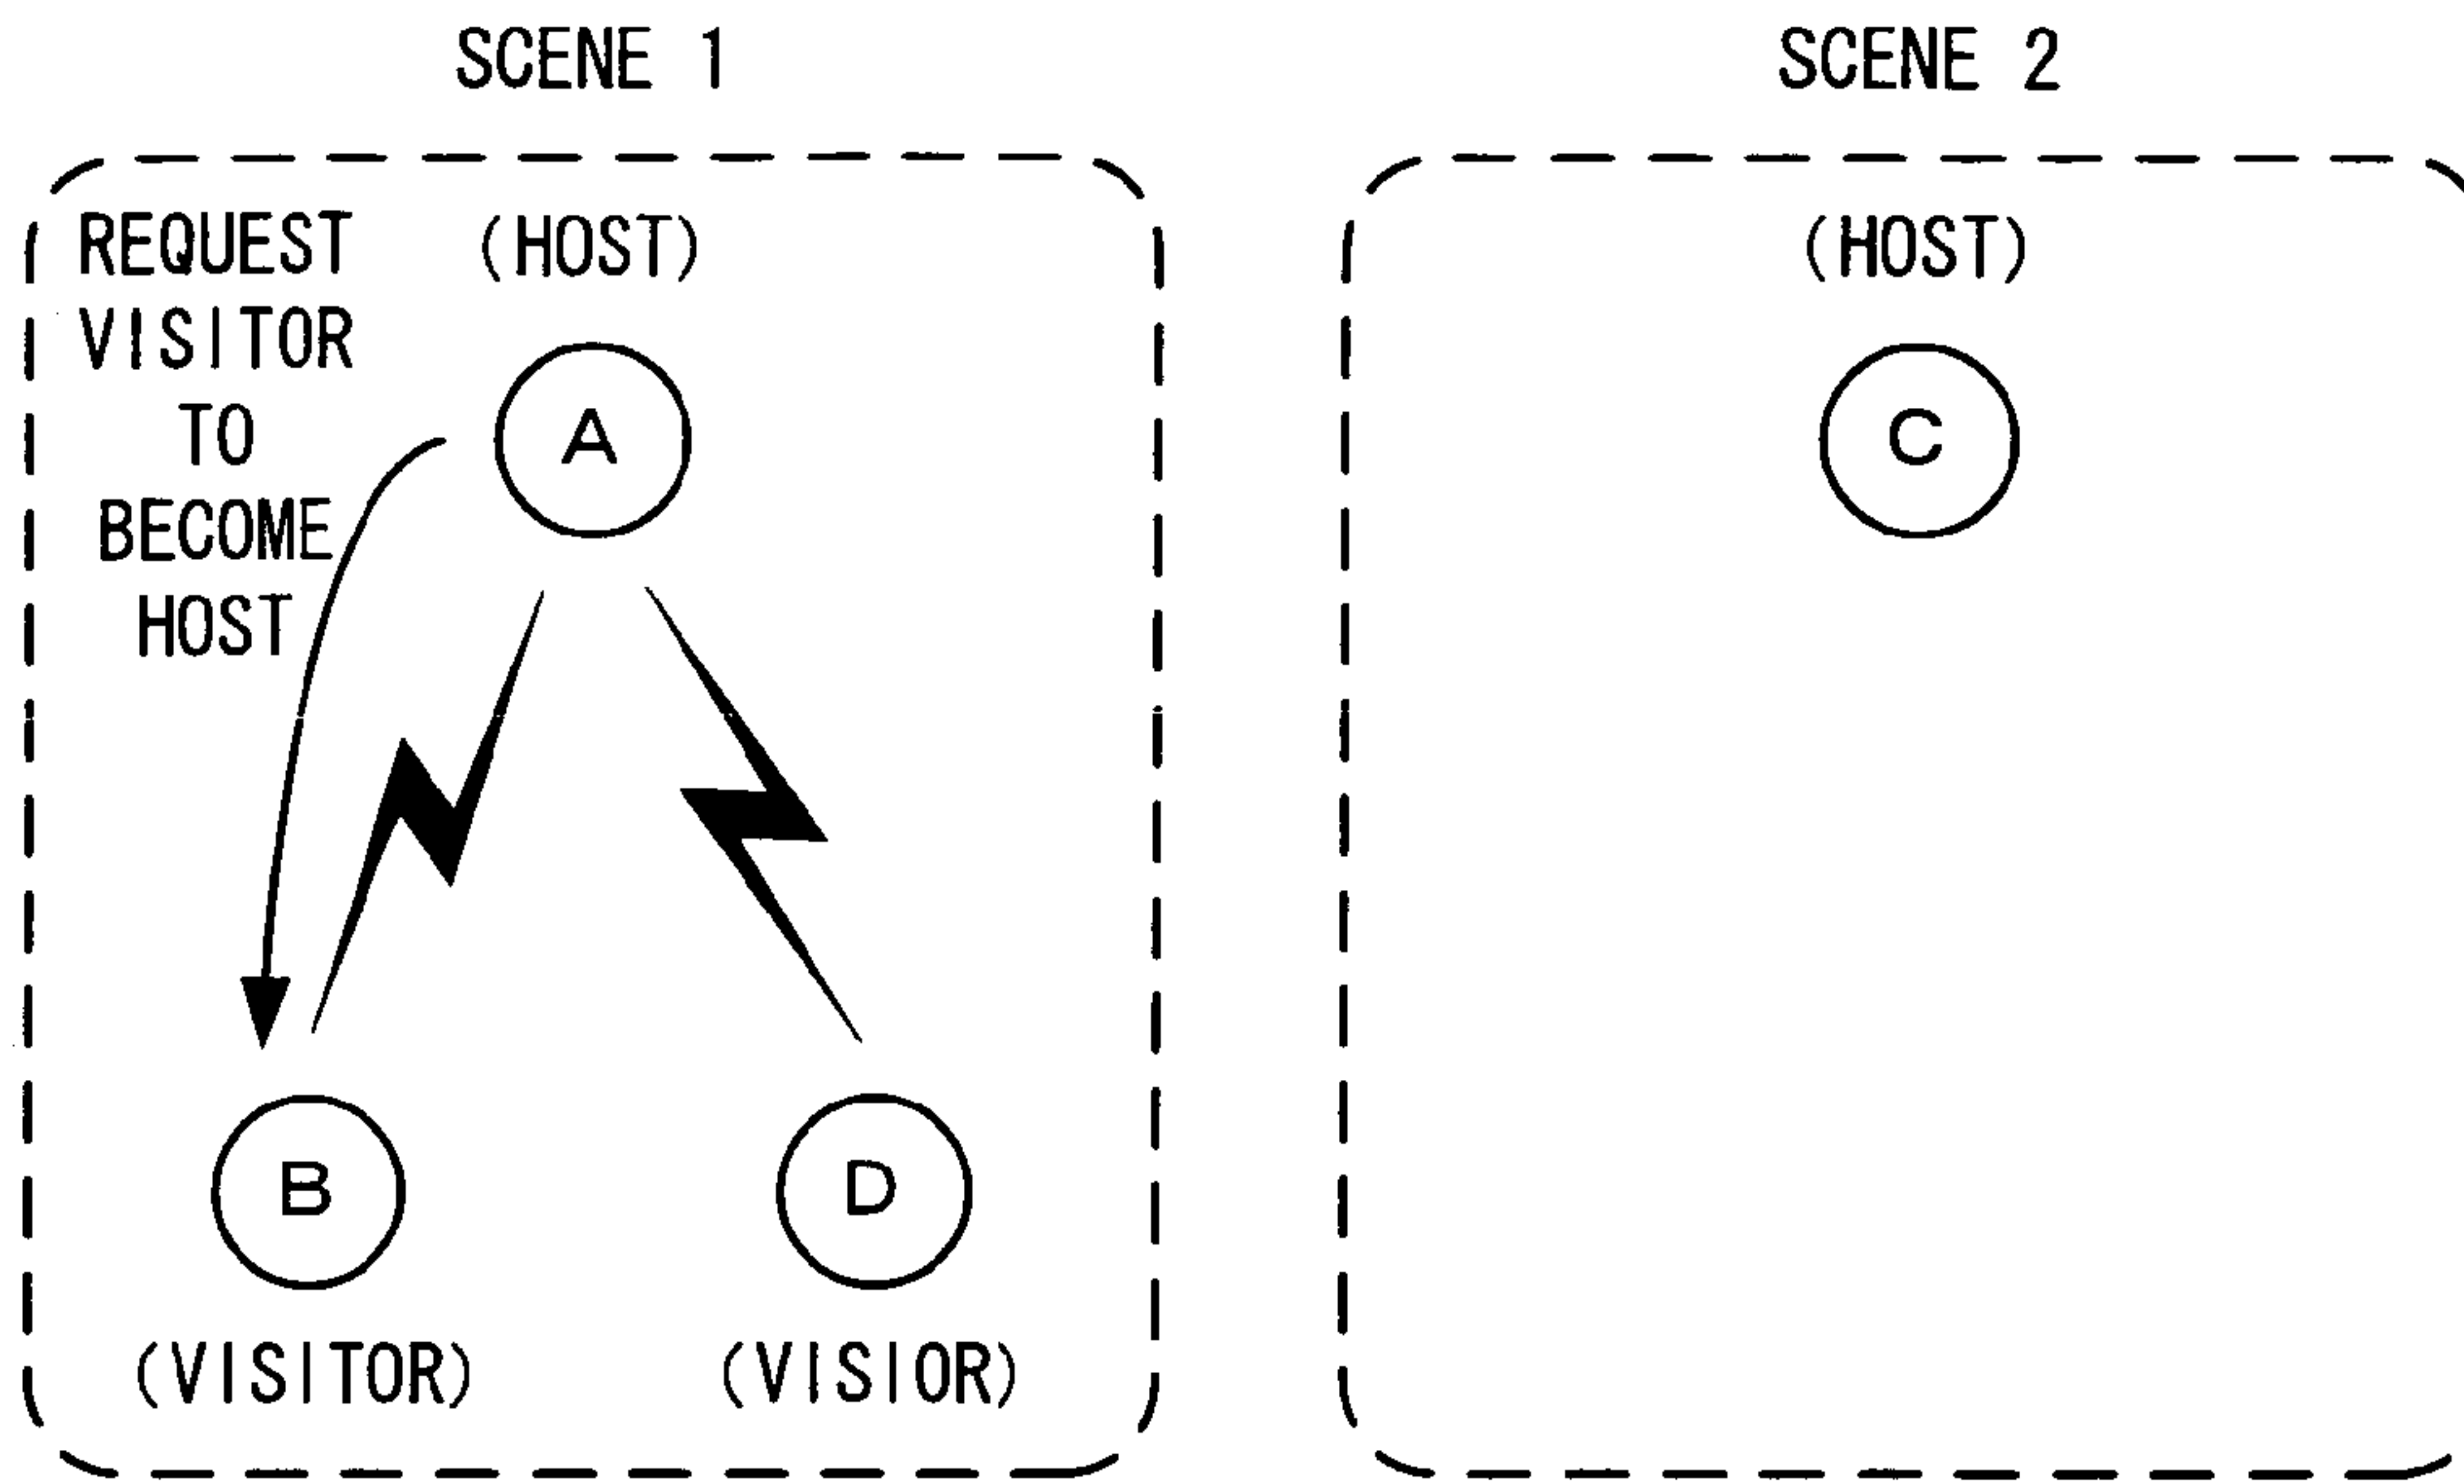 SCENE 1
REQUEST
VISITOR
TO
BECOME
HOST
(HOST)
A
B
D
(VISITOR)
(VISIOR)
SCENE 2
(HOST)
C